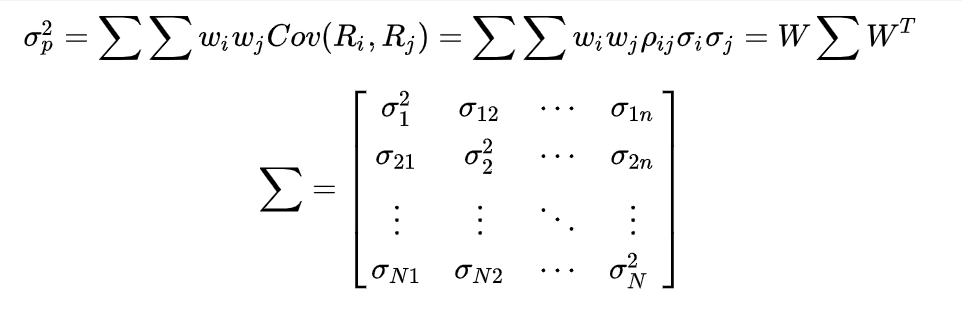 σ_p^2 = ∑∑ w_i w_j Cov(R_i, R_j) = ∑∑ w_i w_j ρ_ij σ_i σ_j = W ∑ W^T
∑ = [ σ_1^2 σ_12 ⋯ σ_1n
σ_21 σ_2^2 ⋯ σ_2n
⋮ ⋮ ⋱ ⋮
σ_N1 σ_N2 ⋯ σ_N^2 ]